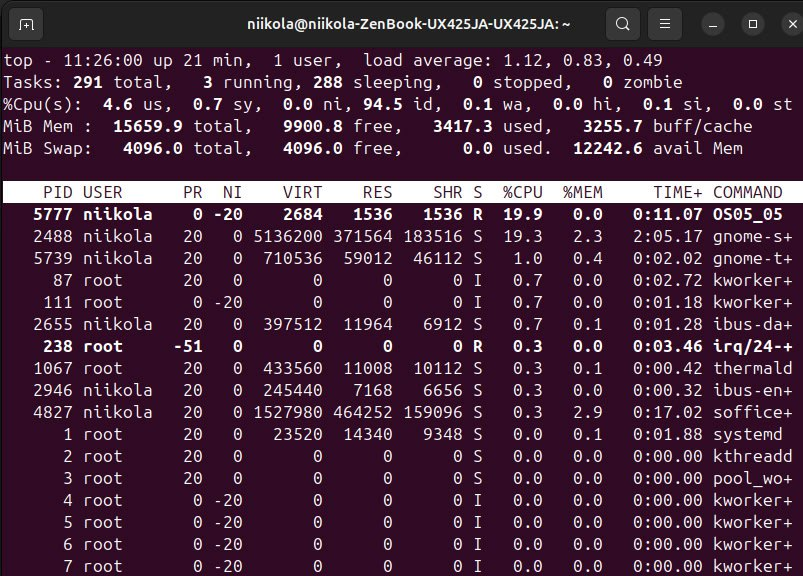 niikola@niikola-ZenBook-UX425JA-UX425JA: ~
top - 11:26:00 up 21 min,  1 user,  load average: 1.12, 0.83, 0.49
Tasks: 291 total,   3 running, 288 sleeping,   0 stopped,   0 zombie
%Cpu(s):  4.6 us,  0.7 sy,  0.0 ni, 94.5 id,  0.1 wa,  0.0 hi,  0.1 si,  0.0 st
MiB Mem :  15659.9 total,   9900.8 free,   3417.3 used,   3255.7 buff/cache
MiB Swap:   4096.0 total,   4096.0 free,      0.0 used.  12242.6 avail Mem
    PID USER      PR  NI    VIRT    RES    SHR S  %CPU  %MEM     TIME+ COMMAND
   5777 niikola    0 -20    2684   1536   1536 R  19.9   0.0   0:11.07 OS05_05
   2488 niikola   20   0 5136200 371564 183516 S  19.3   2.3   2:05.17 gnome-s+
   5739 niikola   20   0  710536  59012  46112 S   1.0   0.4   0:02.02 gnome-t+
     87 root      20   0       0      0      0 I   0.7   0.0   0:02.72 kworker+
    111 root       0 -20       0      0      0 I   0.7   0.0   0:01.18 kworker+
   2655 niikola   20   0  397512  11964   6912 S   0.7   0.1   0:01.28 ibus-da+
    238 root     -51   0       0      0      0 R   0.3   0.0   0:03.46 irq/24-+
   1067 root      20   0  433560  11008  10112 S   0.3   0.1   0:00.42 thermald
   2946 niikola   20   0  245440   7168   6656 S   0.3   0.0   0:00.32 ibus-en+
   4827 niikola   20   0 1527980 464252 159096 S   0.3   2.9   0:17.02 soffice+
      1 root      20   0   23520  14340   9348 S   0.0   0.1   0:01.88 systemd
      2 root      20   0       0      0      0 S   0.0   0.0   0:00.00 kthreadd
      3 root      20   0       0      0      0 S   0.0   0.0   0:00.00 pool_wo+
      4 root       0 -20       0      0      0 I   0.0   0.0   0:00.00 kworker+
      5 root       0 -20       0      0      0 I   0.0   0.0   0:00.00 kworker+
      6 root       0 -20       0      0      0 I   0.0   0.0   0:00.00 kworker+
      7 root       0 -20       0      0      0 I   0.0   0.0   0:00.00 kworker+